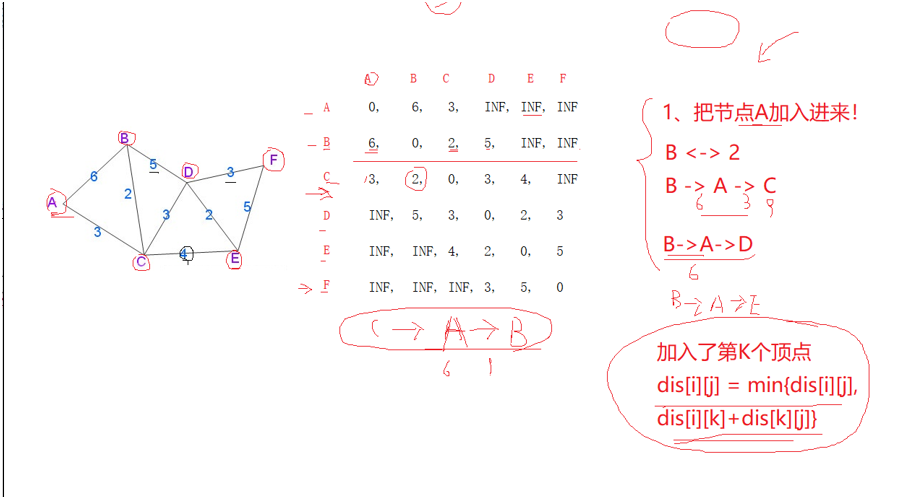 A B C D E F
A 0, 6, 3, INF, INF, INF
B 6, 0, 2, 5, INF, INF
C 3, 2, 0, 3, 4, INF
D INF, 5, 3, 0, 2, 3
E INF, INF, 4, 2, 0, 5
F INF, INF, INF, 3, 5, 0
C → A → B
6
B
5
D
3
F
6
2
A
3
2
5
3
C
4
E
1、把节点A加入进来！
B <-> 2
B -> A -> C
6 3 9
B->A->D
6
B → A → E
加入了第K个顶点
dis[i][j] = min{dis[i][j],
dis[i][k]+dis[k][j]}